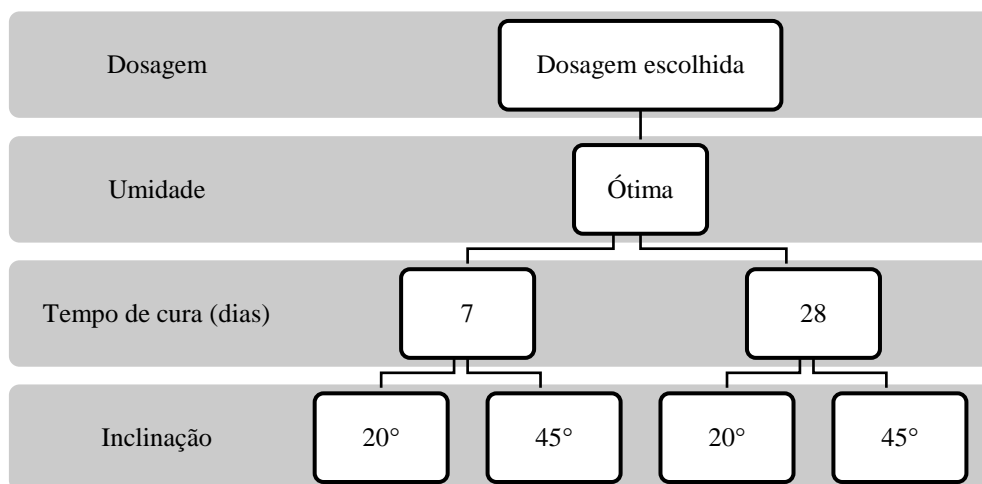 Dosagem
Dosagem escolhida
Umidade
Ótima
Tempo de cura (dias)
7
28
Inclinação
20°
45°
20°
45°